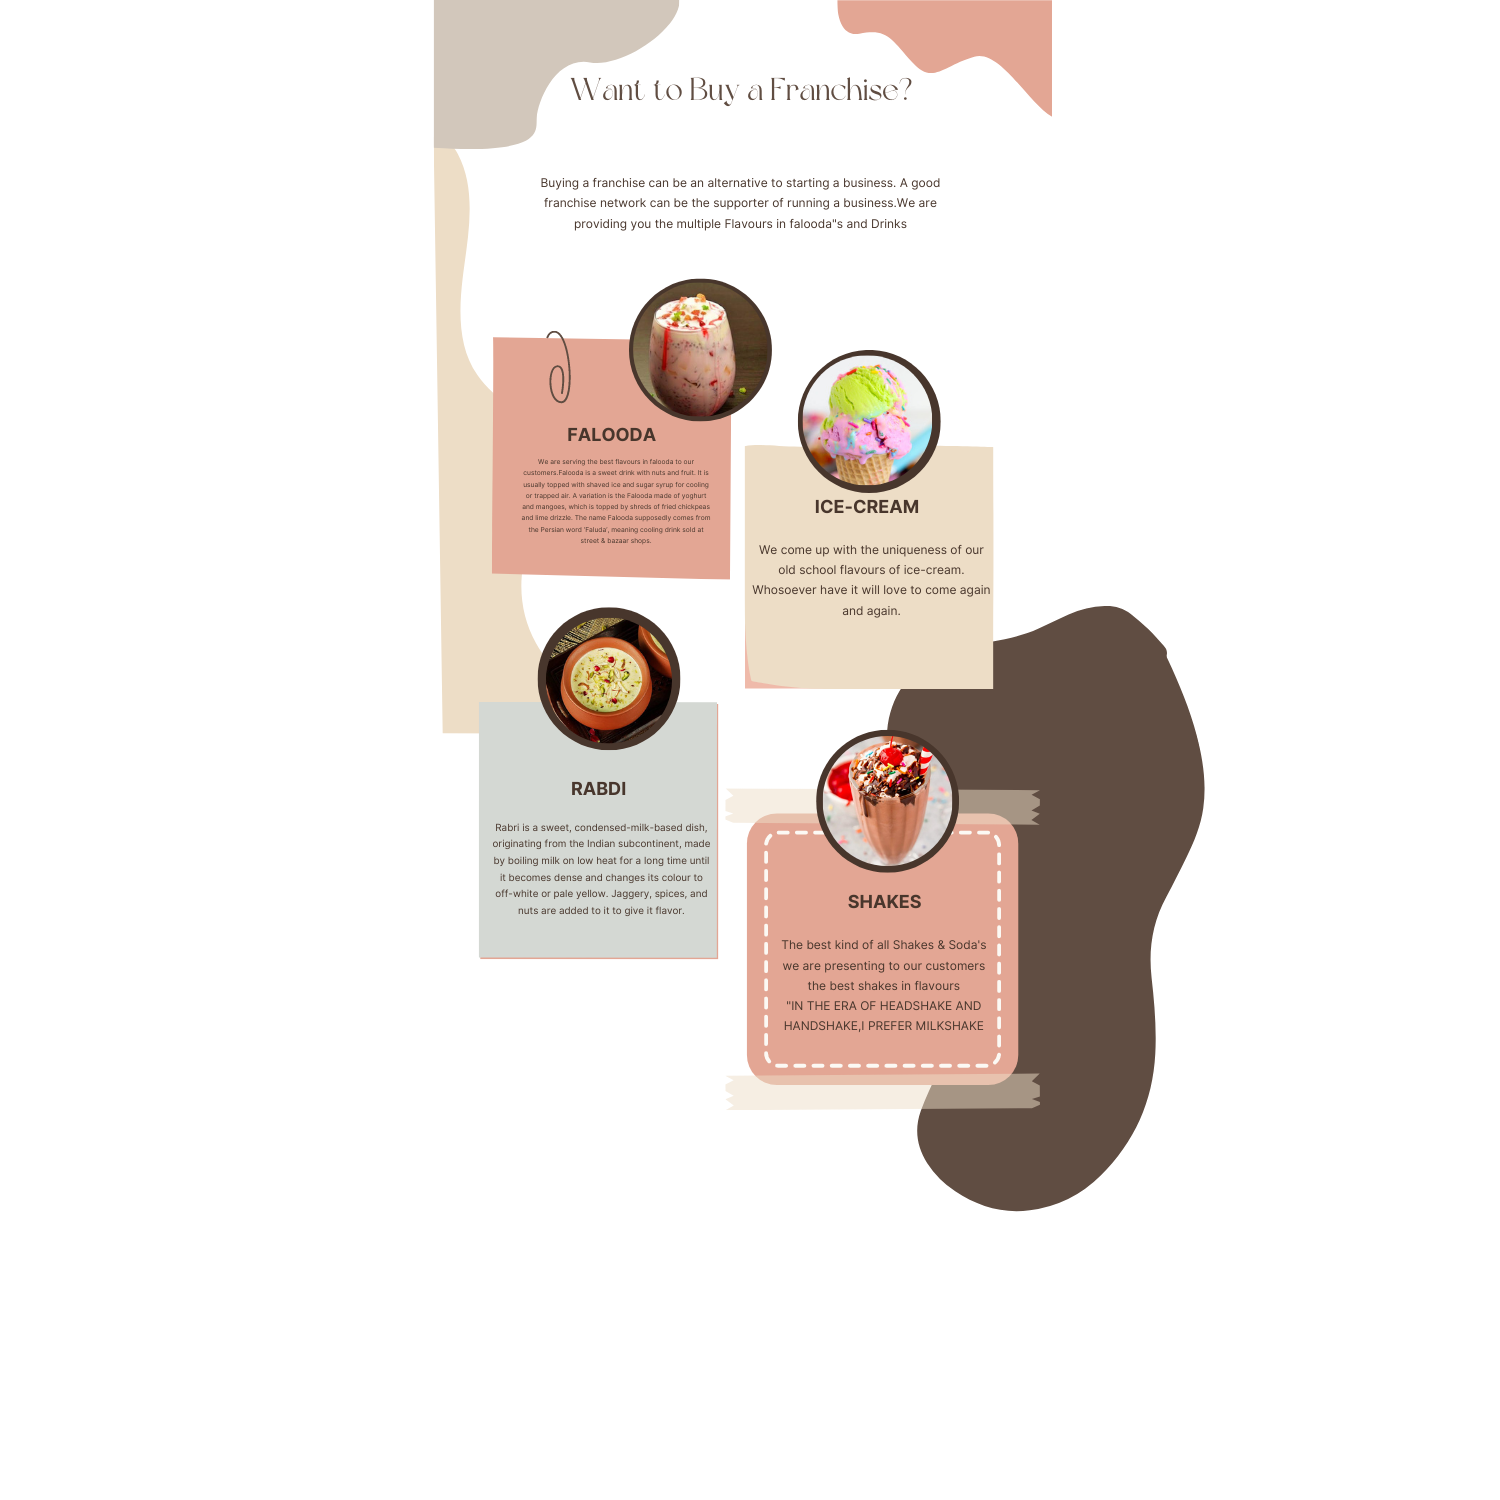 Want to Buy a Franchise?
Buying a franchise can be an alternative to starting a business. A good
franchise network can be the supporter of running a business.We are
providing you the multiple Flavours in falooda"s and Drinks
FALOODA
We are serving the best flavours in falooda to our
customers.Falooda is a sweet drink with nuts and fruit. It is
usually topped with shaved ice and sugar syrup for cooling
or trapped air. A variation is the Falooda made of yoghurt
and mangoes, which is topped by shreds of fried chickpeas
and lime drizzle. The name Falooda supposedly comes from
the Persian word 'Faluda', meaning cooling drink sold at
street & bazaar shops.
ICE-CREAM
We come up with the uniqueness of our
old school flavours of ice-cream.
Whosoever have it will love to come again
and again.
RABDI
Rabri is a sweet, condensed-milk-based dish,
originating from the Indian subcontinent, made
by boiling milk on low heat for a long time until
it becomes dense and changes its colour to
off-white or pale yellow. Jaggery, spices, and
nuts are added to it to give it flavor.
SHAKES
The best kind of all Shakes & Soda's
we are presenting to our customers
the best shakes in flavours
"IN THE ERA OF HEADSHAKE AND
HANDSHAKE,I PREFER MILKSHAKE